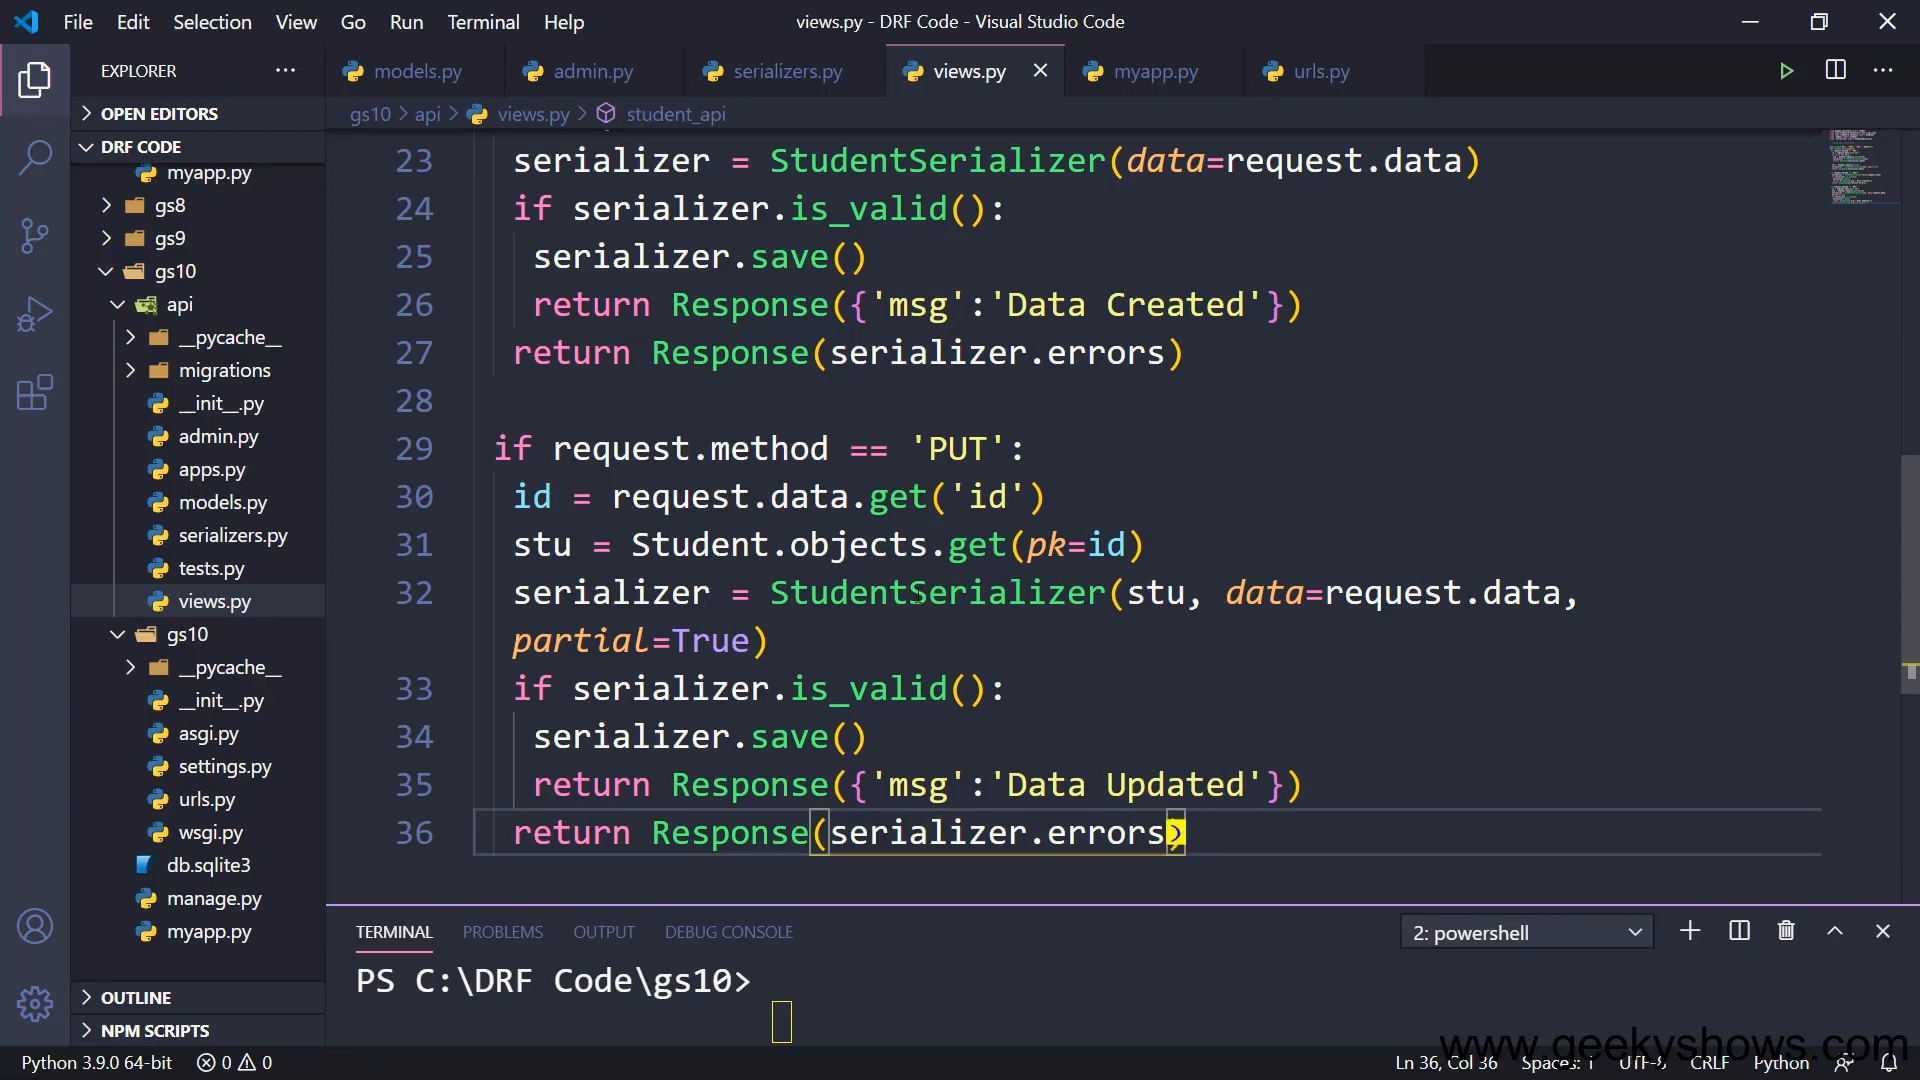 File Edit Selection View Go Run Terminal Help
views.py - DRF Code - Visual Studio Code
EXPLORER
OPEN EDITORS
DRF CODE
myapp.py
gs8
gs9
gs10
api
__pycache__
migrations
__init__.py
admin.py
apps.py
models.py
serializers.py
tests.py
views.py
gs10
__pycache__
__init__.py
asgi.py
settings.py
urls.py
wsgi.py
db.sqlite3
manage.py
myapp.py
OUTLINE
NPM SCRIPTS
models.py admin.py serializers.py views.py myapp.py urls.py
gs10 > api > views.py > student_api
23 serializer = StudentSerializer(data=request.data)
24 if serializer.is_valid():
25 serializer.save()
26 return Response({'msg':'Data Created'})
27 return Response(serializer.errors)
28
29 if request.method == 'PUT':
30 id = request.data.get('id')
31 stu = Student.objects.get(pk=id)
32 serializer = StudentSerializer(stu, data=request.data,
partial=True)
33 if serializer.is_valid():
34 serializer.save()
35 return Response({'msg':'Data Updated'})
36 return Response(serializer.errors)
TERMINAL PROBLEMS OUTPUT DEBUG CONSOLE
2: powershell
PS C:\DRF Code\gs10>
www.geekyshows.com
Python 3.9.0 64-bit 0 0
Ln 36, Col 36 Spaces: 1 UTF-8 CRLF Python